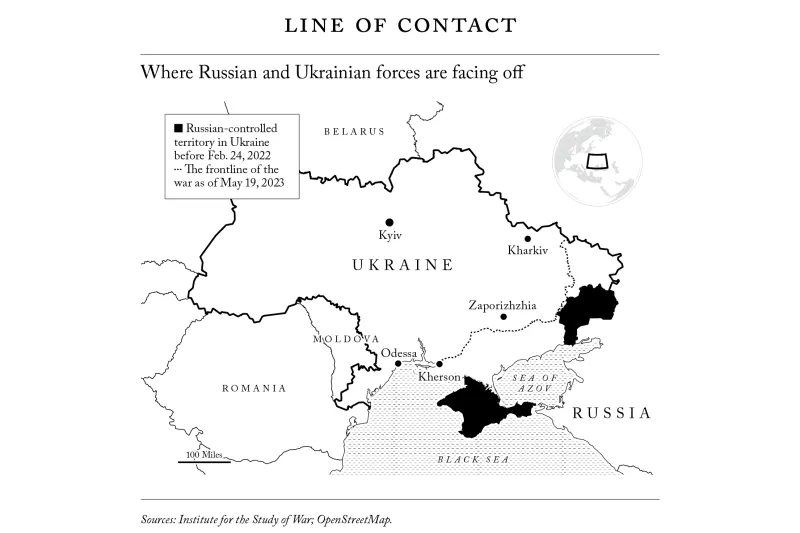 LINE OF CONTACT
Where Russian and Ukrainian forces are facing off
Russian-controlled
territory in Ukraine
before Feb. 24, 2022
··· The frontline of the
war as of May 19, 2023
BELARUS
Kyiv
Kharkiv
UKRAINE
Zaporizhzhia
MOLDOVA
Odessa
Kherson
SEA OF
AZOV
ROMANIA
RUSSIA
100 Miles
BLACK SEA
Sources: Institute for the Study of War; OpenStreetMap.